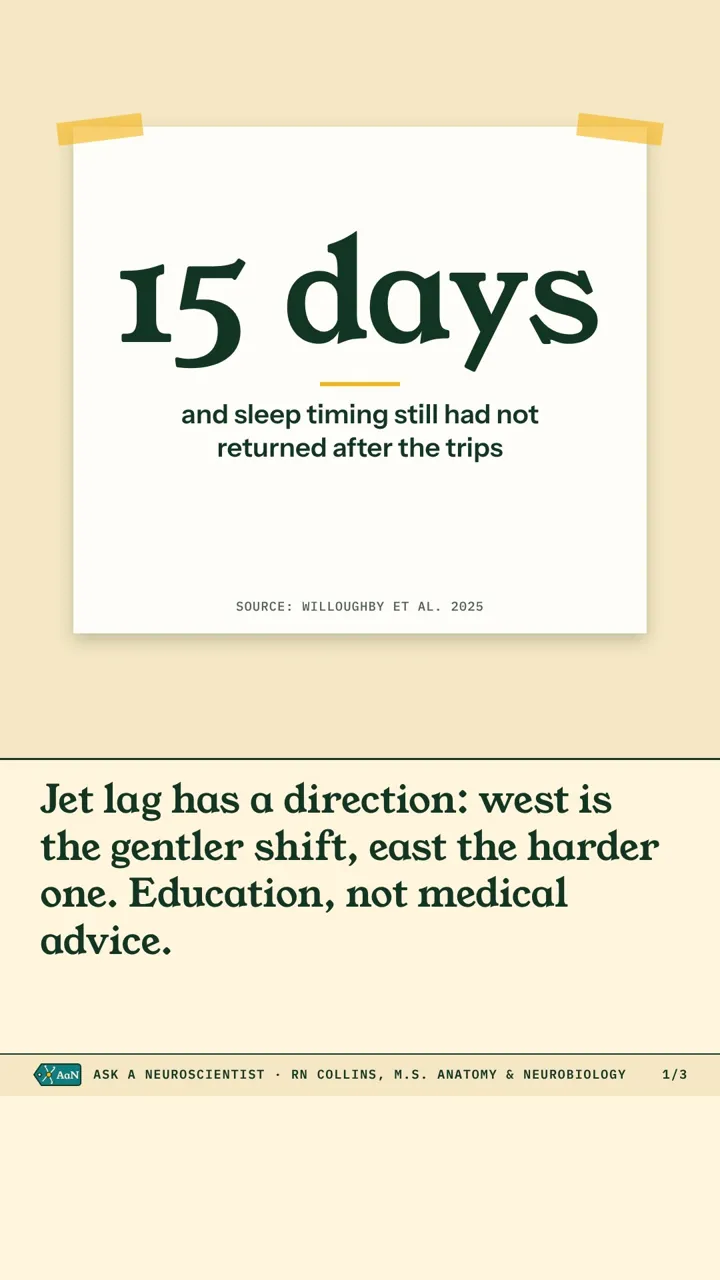 15 days
and sleep timing still had not
returned after the trips
SOURCE: WILLOUGHBY ET AL. 2025
Jet lag has a direction: west is
the gentler shift, east the harder
one. Education, not medical
advice.
AaN ASK A NEUROSCIENTIST · RN COLLINS, M.S. ANATOMY & NEUROBIOLOGY 1/3